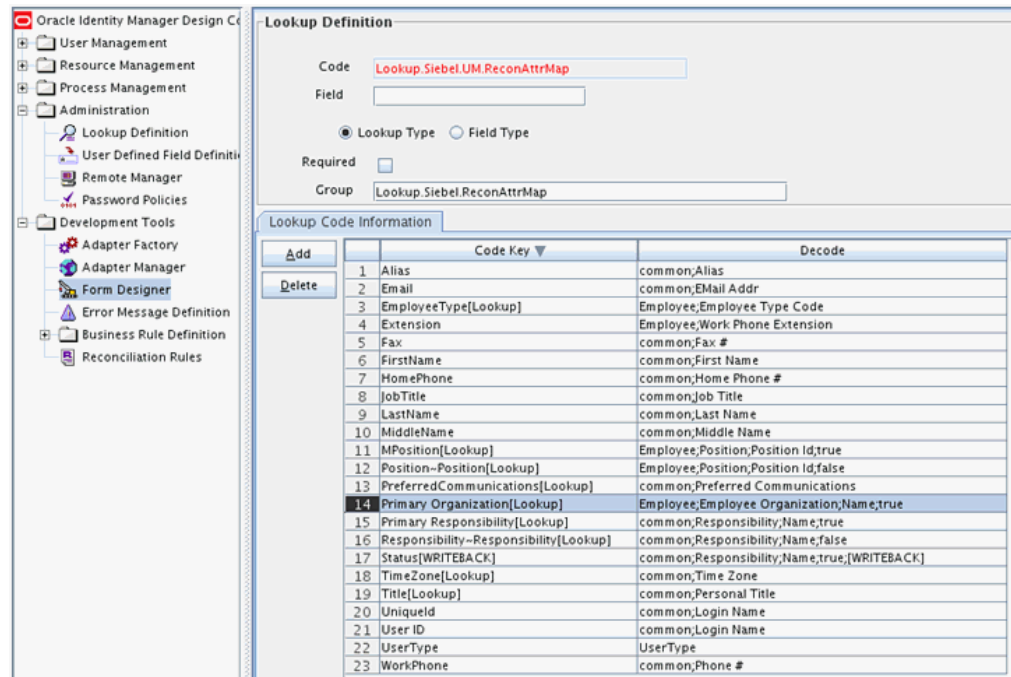 Oracle Identity Manager Design Co
User Management
Resource Management
Process Management
Administration
Lookup Definition
User Defined Field Definiti
Remote Manager
Password Policies
Development Tools
Adapter Factory
Adapter Manager
Form Designer
Error Message Definition
Business Rule Definition
Reconciliation Rules
Lookup Definition
Code Lookup.Siebel.UM.ReconAttrMap
Field
Lookup Type Field Type
Required
Group Lookup.Siebel.ReconAttrMap
Lookup Code Information
Add
Delete
Code Key Decode
1 Alias common;Alias
2 Email common;EMail Addr
3 EmployeeType[Lookup] Employee;Employee Type Code
4 Extension Employee;Work Phone Extension
5 Fax common;Fax #
6 FirstName common;First Name
7 HomePhone common;Home Phone #
8 JobTitle common;Job Title
9 LastName common;Last Name
10 MiddleName common;Middle Name
11 MPosition[Lookup] Employee;Position;Position Id;true
12 Position~Position[Lookup] Employee;Position;Position Id;false
13 PreferredCommunications[Lookup] common;Preferred Communications
14 Primary Organization[Lookup] Employee;Employee Organization;Name;true
15 Primary Responsibility[Lookup] common;Responsibility;Name;true
16 Responsibility~Responsibility[Lookup] common;Responsibility;Name;false
17 Status[WRITEBACK] common;Responsibility;Name;true;[WRITEBACK]
18 TimeZone[Lookup] common;Time Zone
19 Title[Lookup] common;Personal Title
20 UniqueId common;Login Name
21 User ID common;Login Name
22 UserType UserType
23 WorkPhone common;Phone #